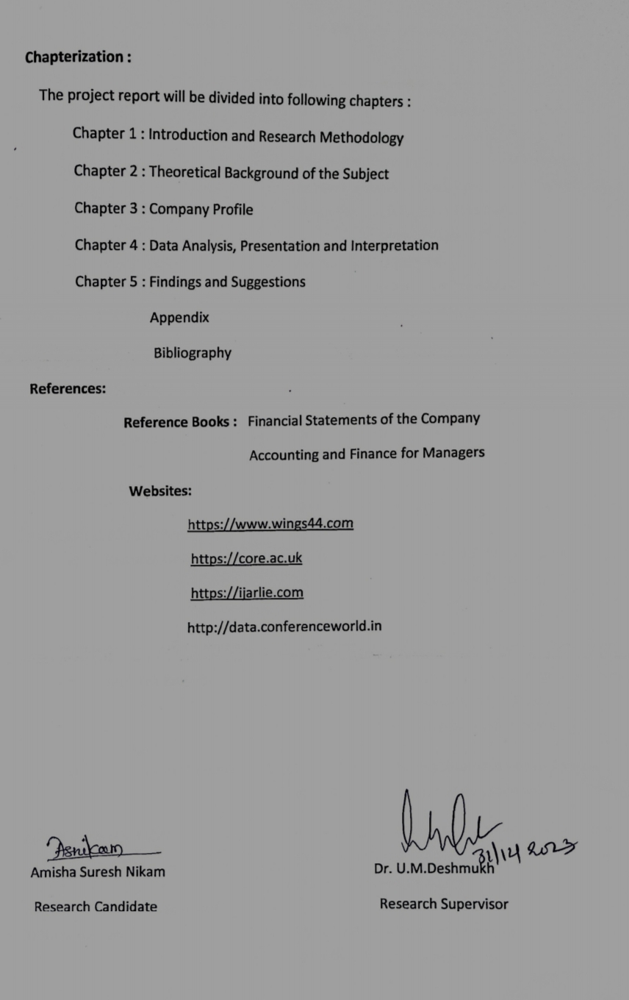 Chapterization :
The project report will be divided into following chapters :
Chapter 1 : Introduction and Research Methodology
Chapter 2 : Theoretical Background of the Subject
Chapter 3 : Company Profile
Chapter 4 : Data Analysis, Presentation and Interpretation
Chapter 5 : Findings and Suggestions
Appendix
Bibliography
References:
Reference Books : Financial Statements of the Company
Accounting and Finance for Managers
Websites:
https://www.wings44.com
https://core.ac.uk
https://ijarlie.com
http://data.conferenceworld.in
Asnikam
Amisha Suresh Nikam
Research Candidate
2023
Dr. U.M.Deshmukh
Research Supervisor